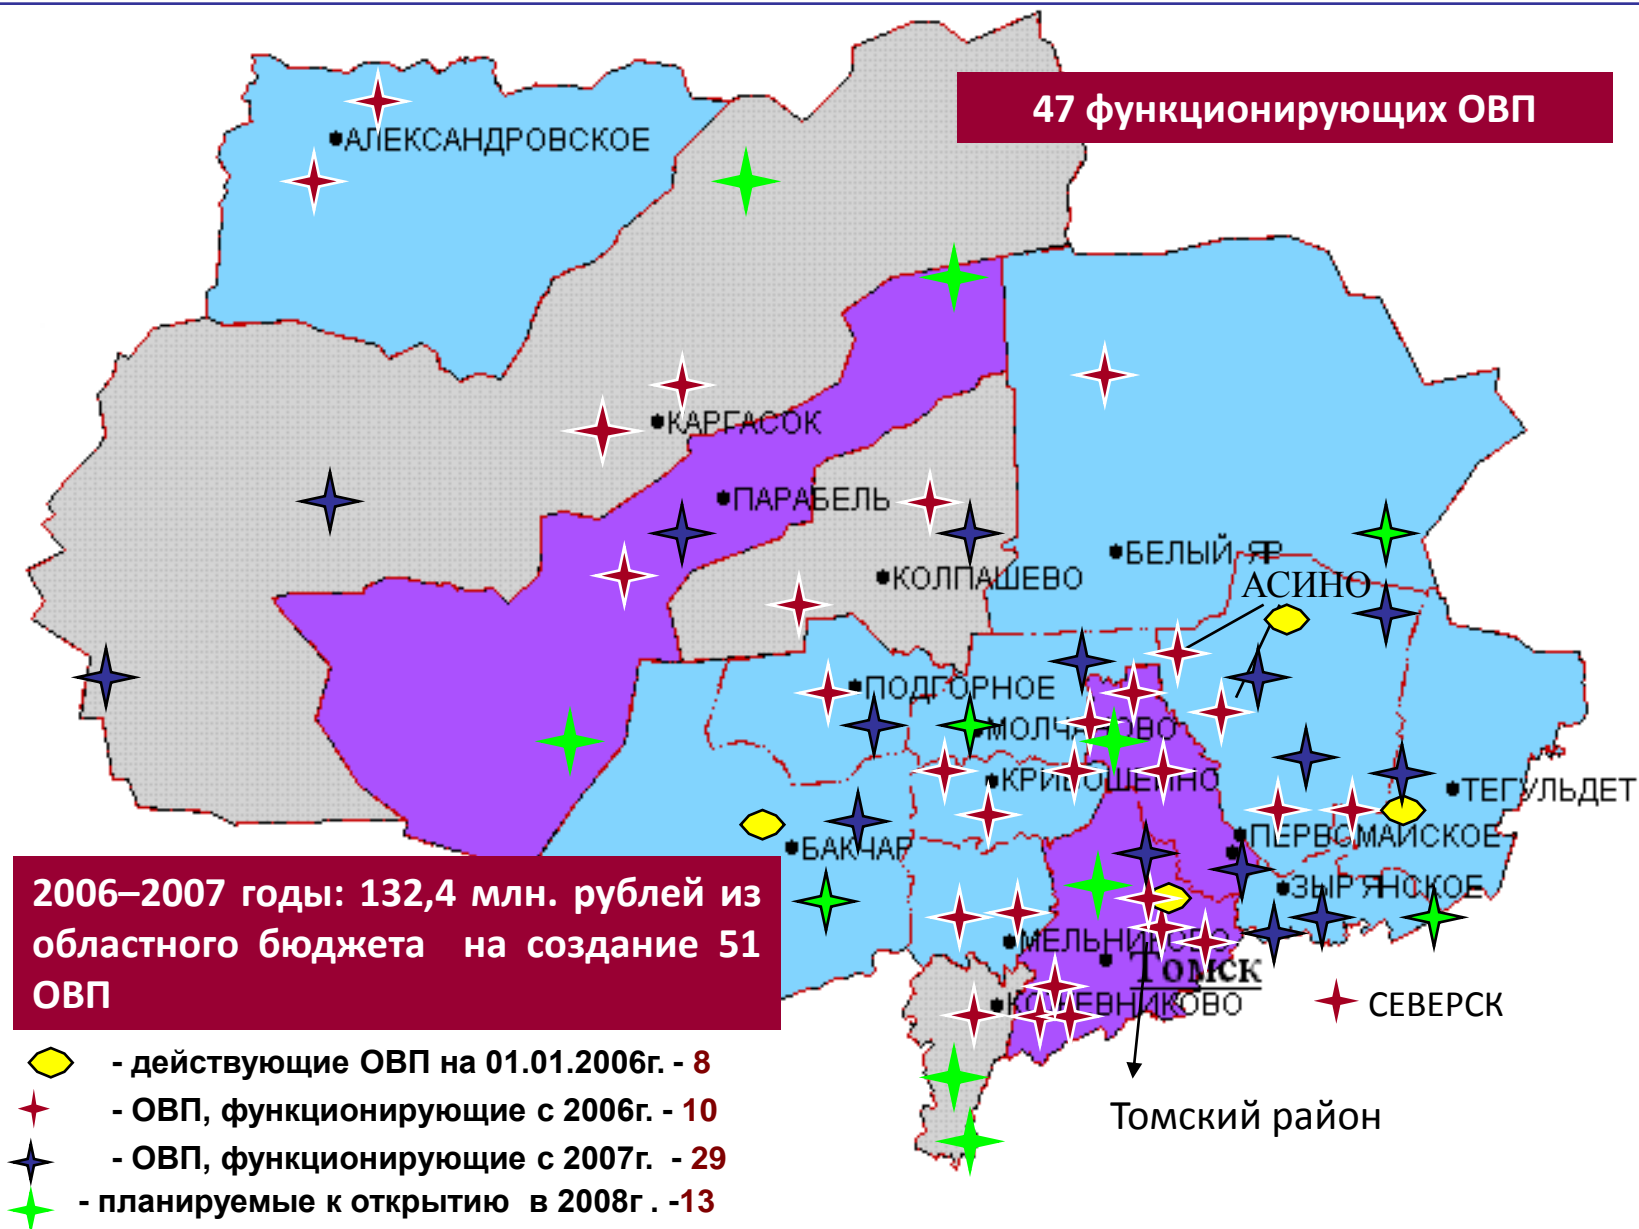 47 функционирующих ОВП
АЛЕКСАНДРОВСКОЕ
КАРГАСОК
ПАРАБЕЛЬ
БЕЛЫЙ ЯР
КОЛПАШЕВО
АСИНО
ПОДГОРНОЕ
МОЛЧАНОВО
КРИВОШЕИНО
ТЕГУЛЬДЕТ
ПЕРВОМАЙСКОЕ
БАКЧАР
ЗЫРЯНСКОЕ
МЕЛЬНИКОВО
Томск
КОЖЕВНИКОВО
СЕВЕРСК
Томский район
2006–2007 годы: 132,4 млн. рублей из
областного бюджета на создание 51
ОВП
- действующие ОВП на 01.01.2006г. - 8
- ОВП, функционирующие с 2006г. - 10
- ОВП, функционирующие с 2007г. - 29
- планируемые к открытию в 2008г . -13